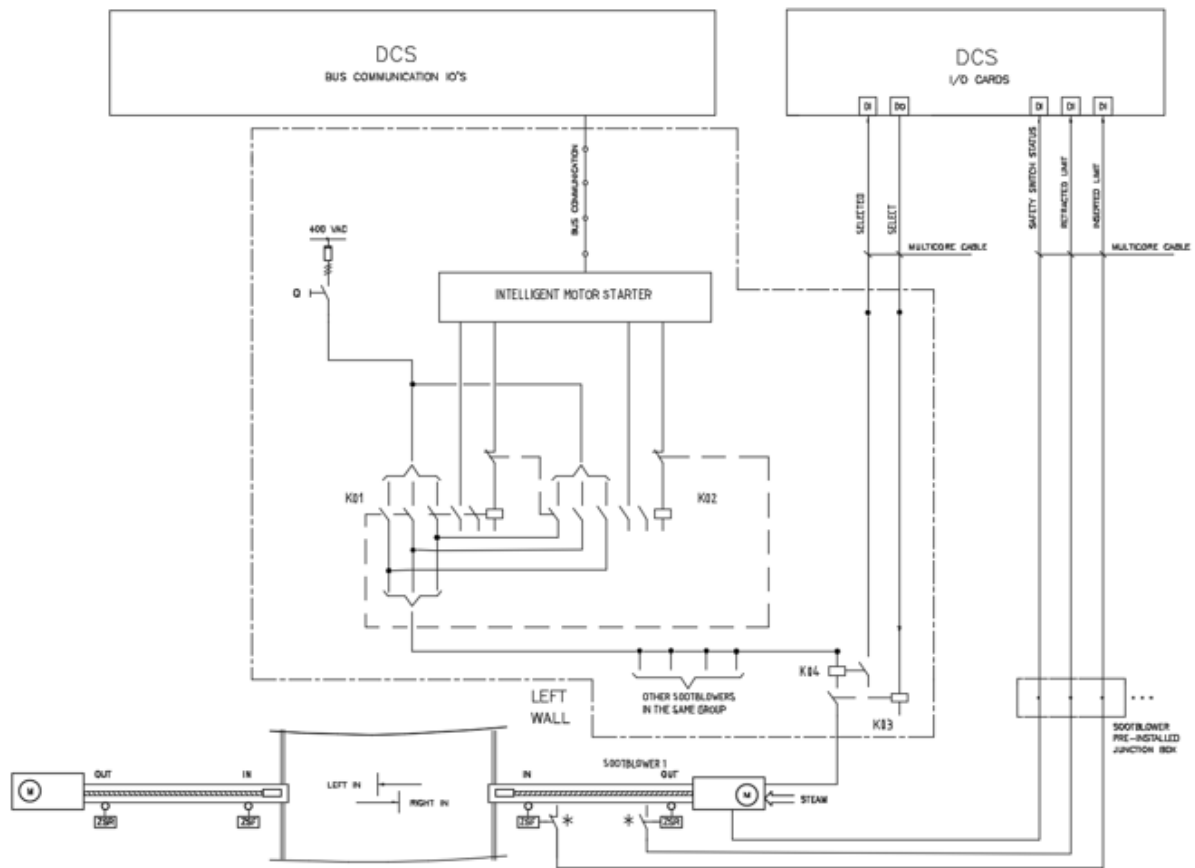 DCS
BUS COMMUNICATION IO'S
DCS
I/O CARDS
DI
DO
DI
DI
DI
BUS COMMUNICATION
SELECTED
SELECT
SAFETY SWITCH STATUS
RETRACTED LIMIT
INSERTED LIMIT
400 VAC
MULTICORE CABLE
MULTICORE CABLE
INTELLIGENT MOTOR STARTER
Q
K01
K02
K04
K03
OTHER SOOTBLOWERS
IN THE SAME GROUP
LEFT
WALL
SOOTBLOWER
PRE-INSTALLED
JUNCTION BOX
SOOTBLOWER 1
OUT
IN
IN
OUT
M
LEFT IN
RIGHT IN
M
STEAM
ZSR
ZSF
ZSF
*
*
ZSR